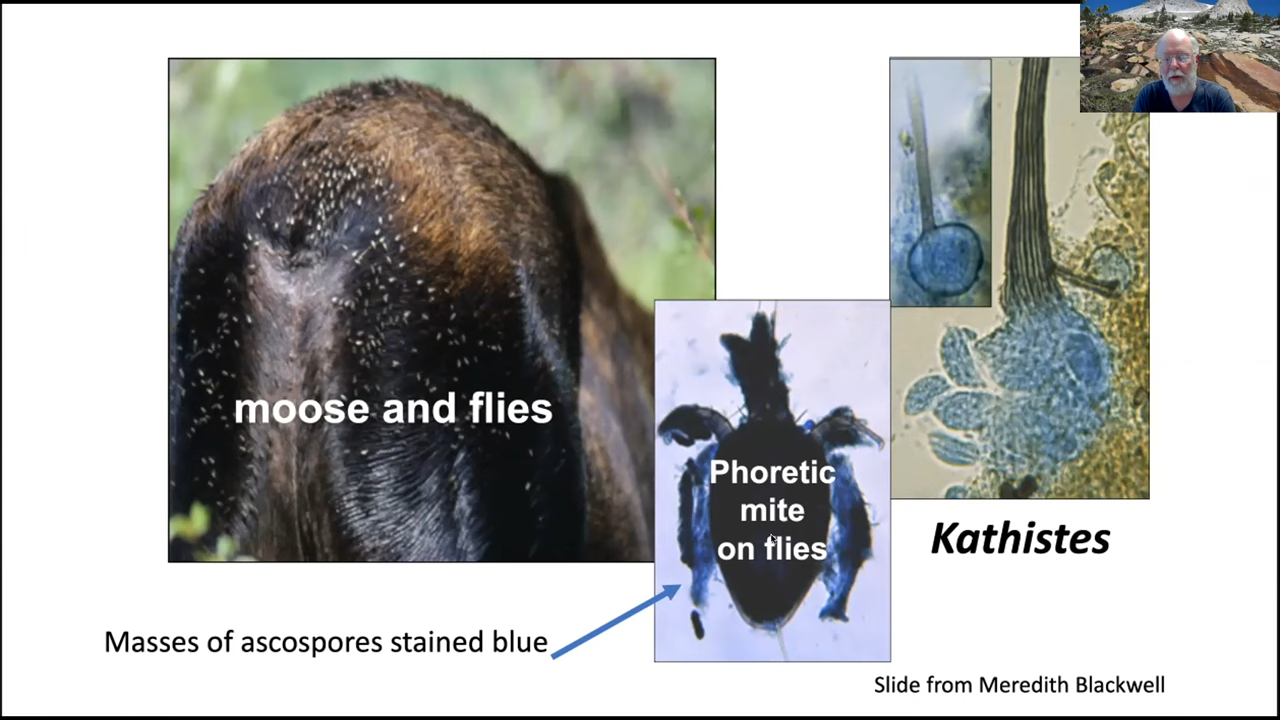 moose and flies
Phoretic
mite
on flies
Kathistes
Masses of ascospores stained blue
Slide from Meredith Blackwell